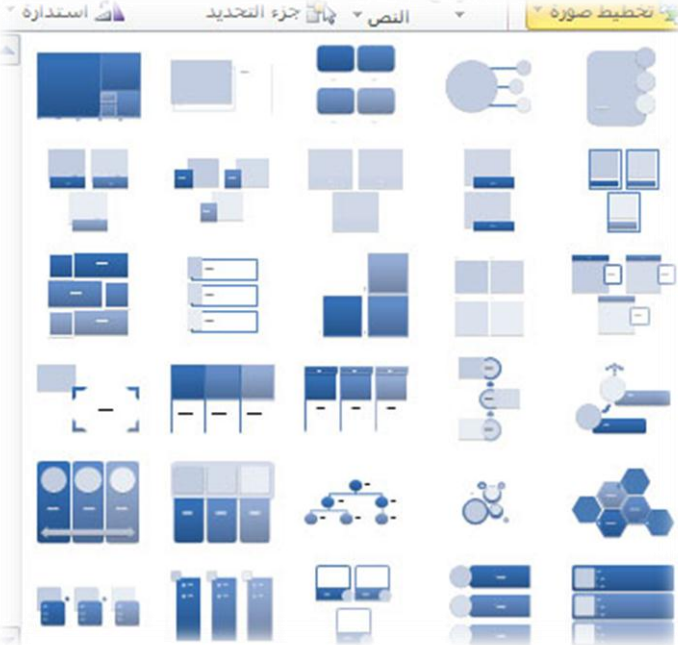 تخطيط صورة
النص
جزء التحديد
استدارة